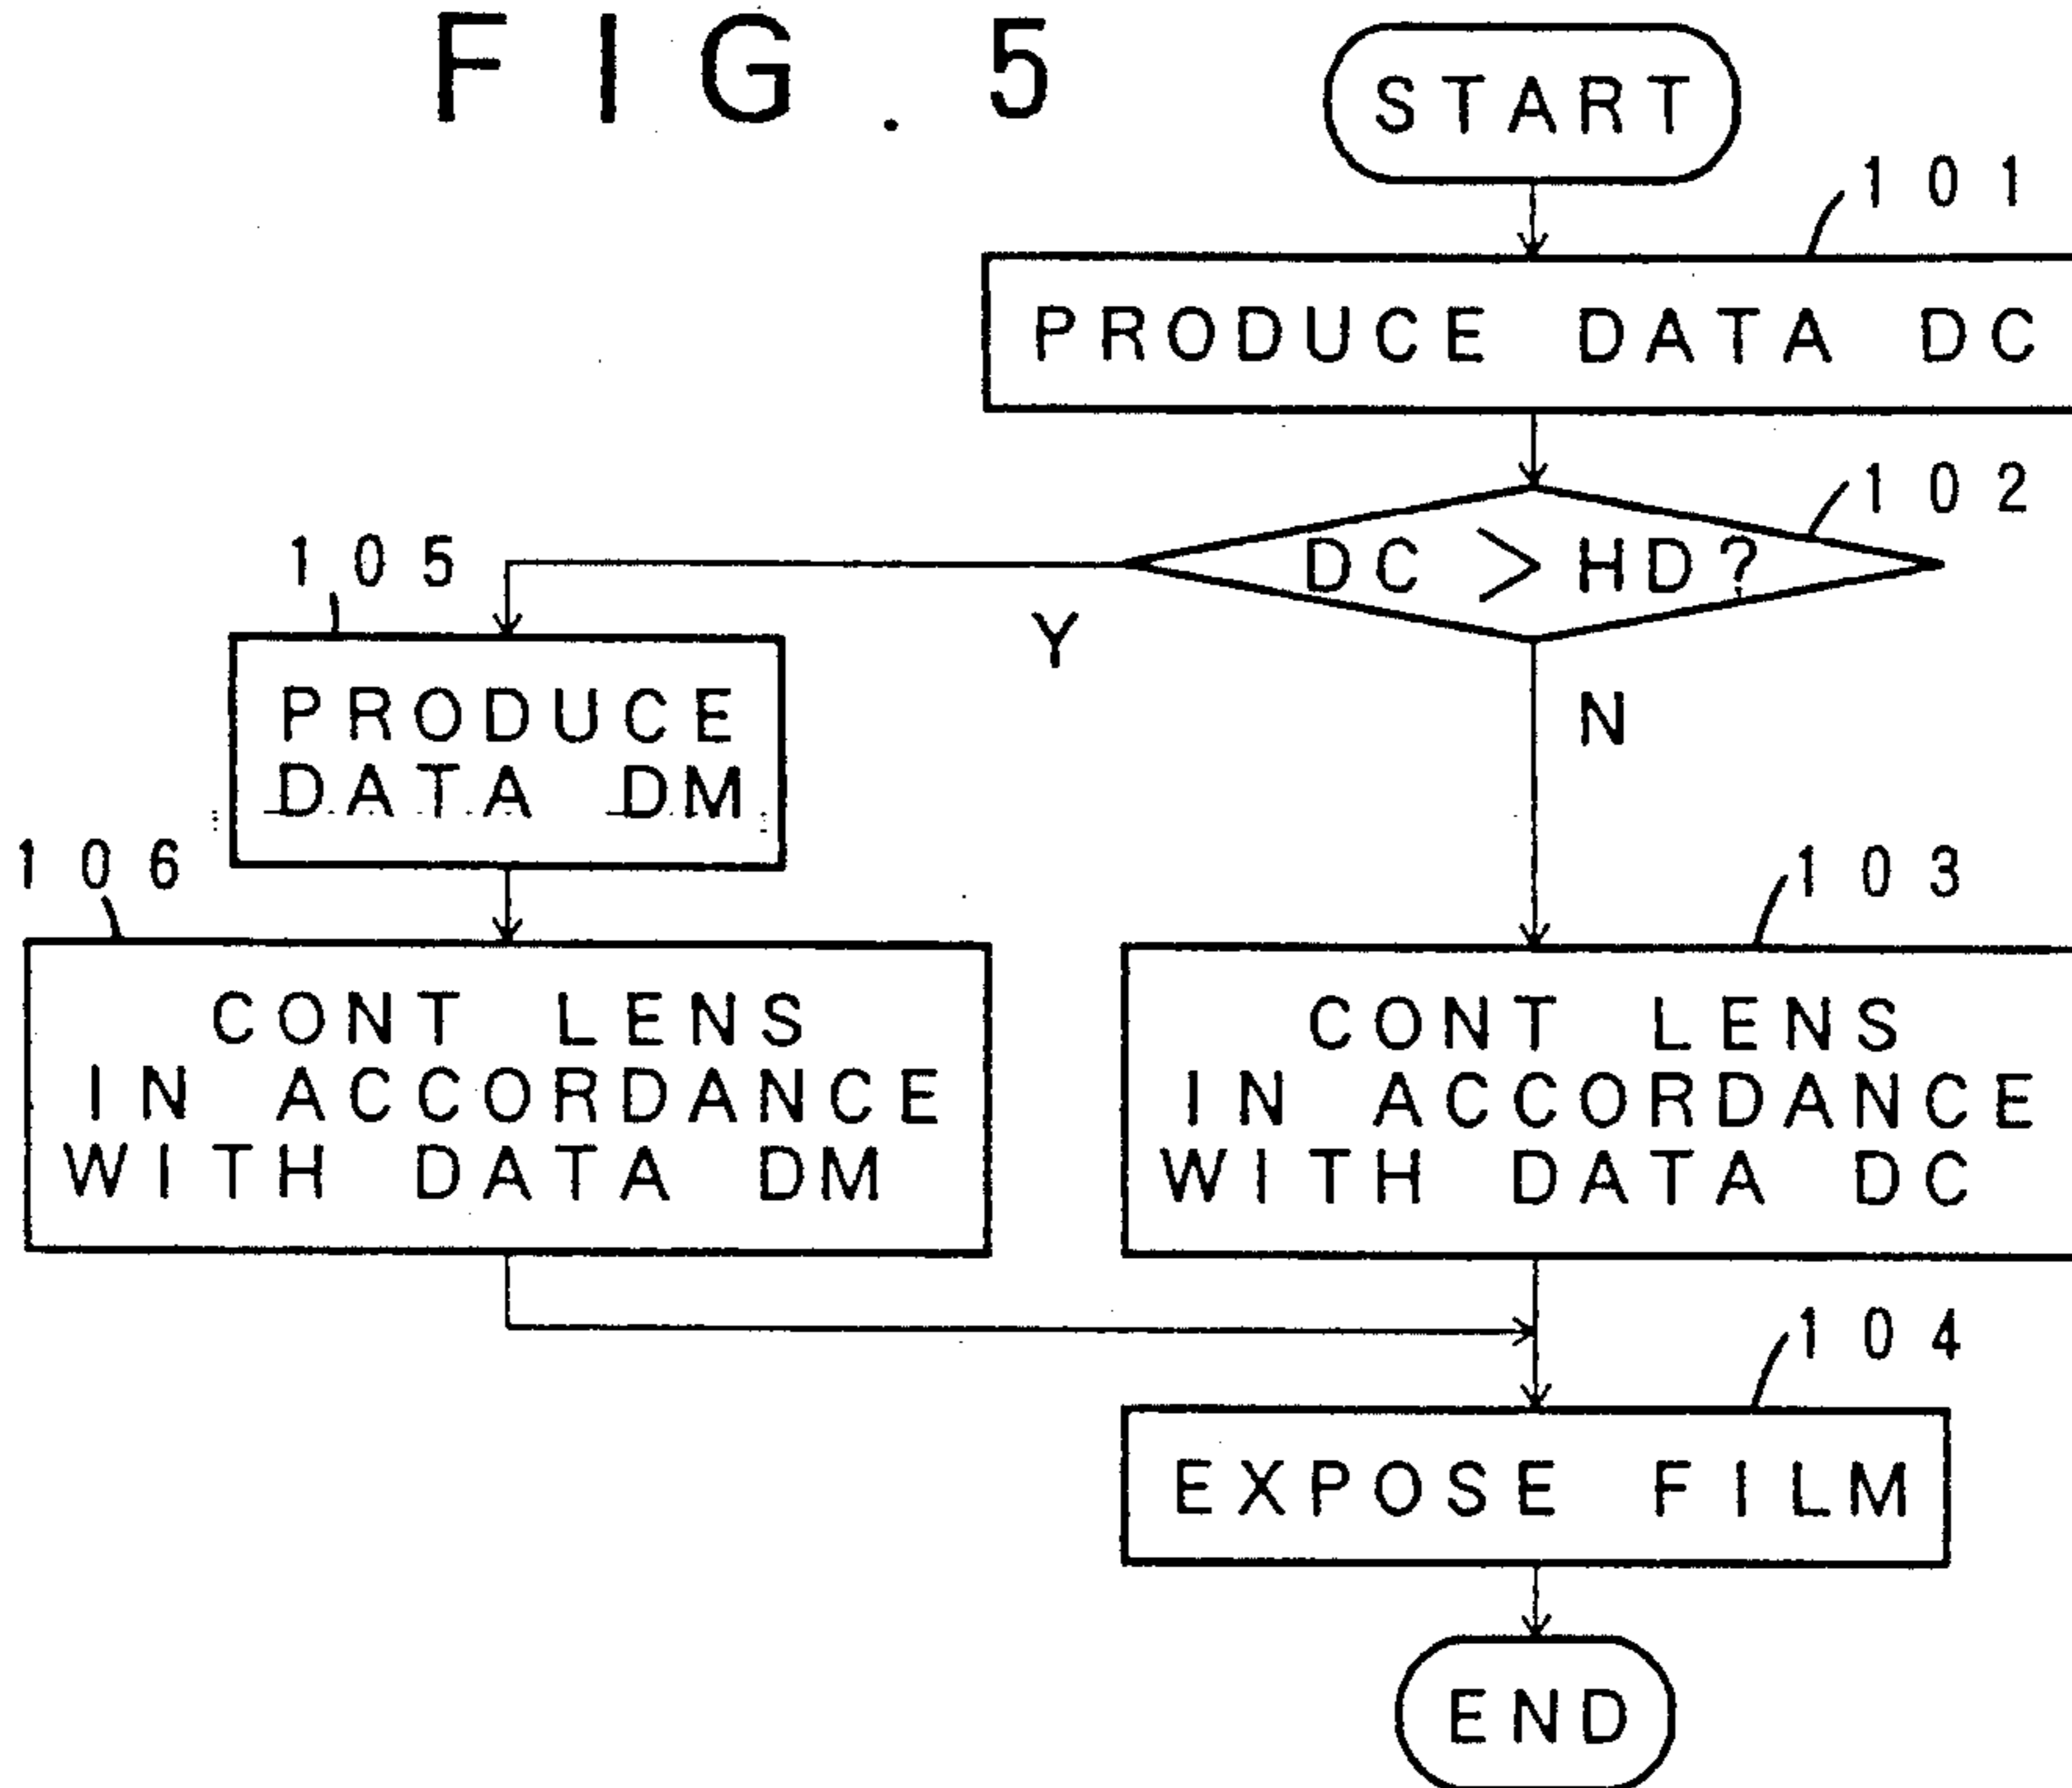 FIG. 5
START
101
PRODUCE DATA DC
102
DC > HD?
Y
N
105
PRODUCE
DATA DM
106
CONT LENS
IN ACCORDANCE
WITH DATA DM
103
CONT LENS
IN ACCORDANCE
WITH DATA DC
104
EXPOSE FILM
END